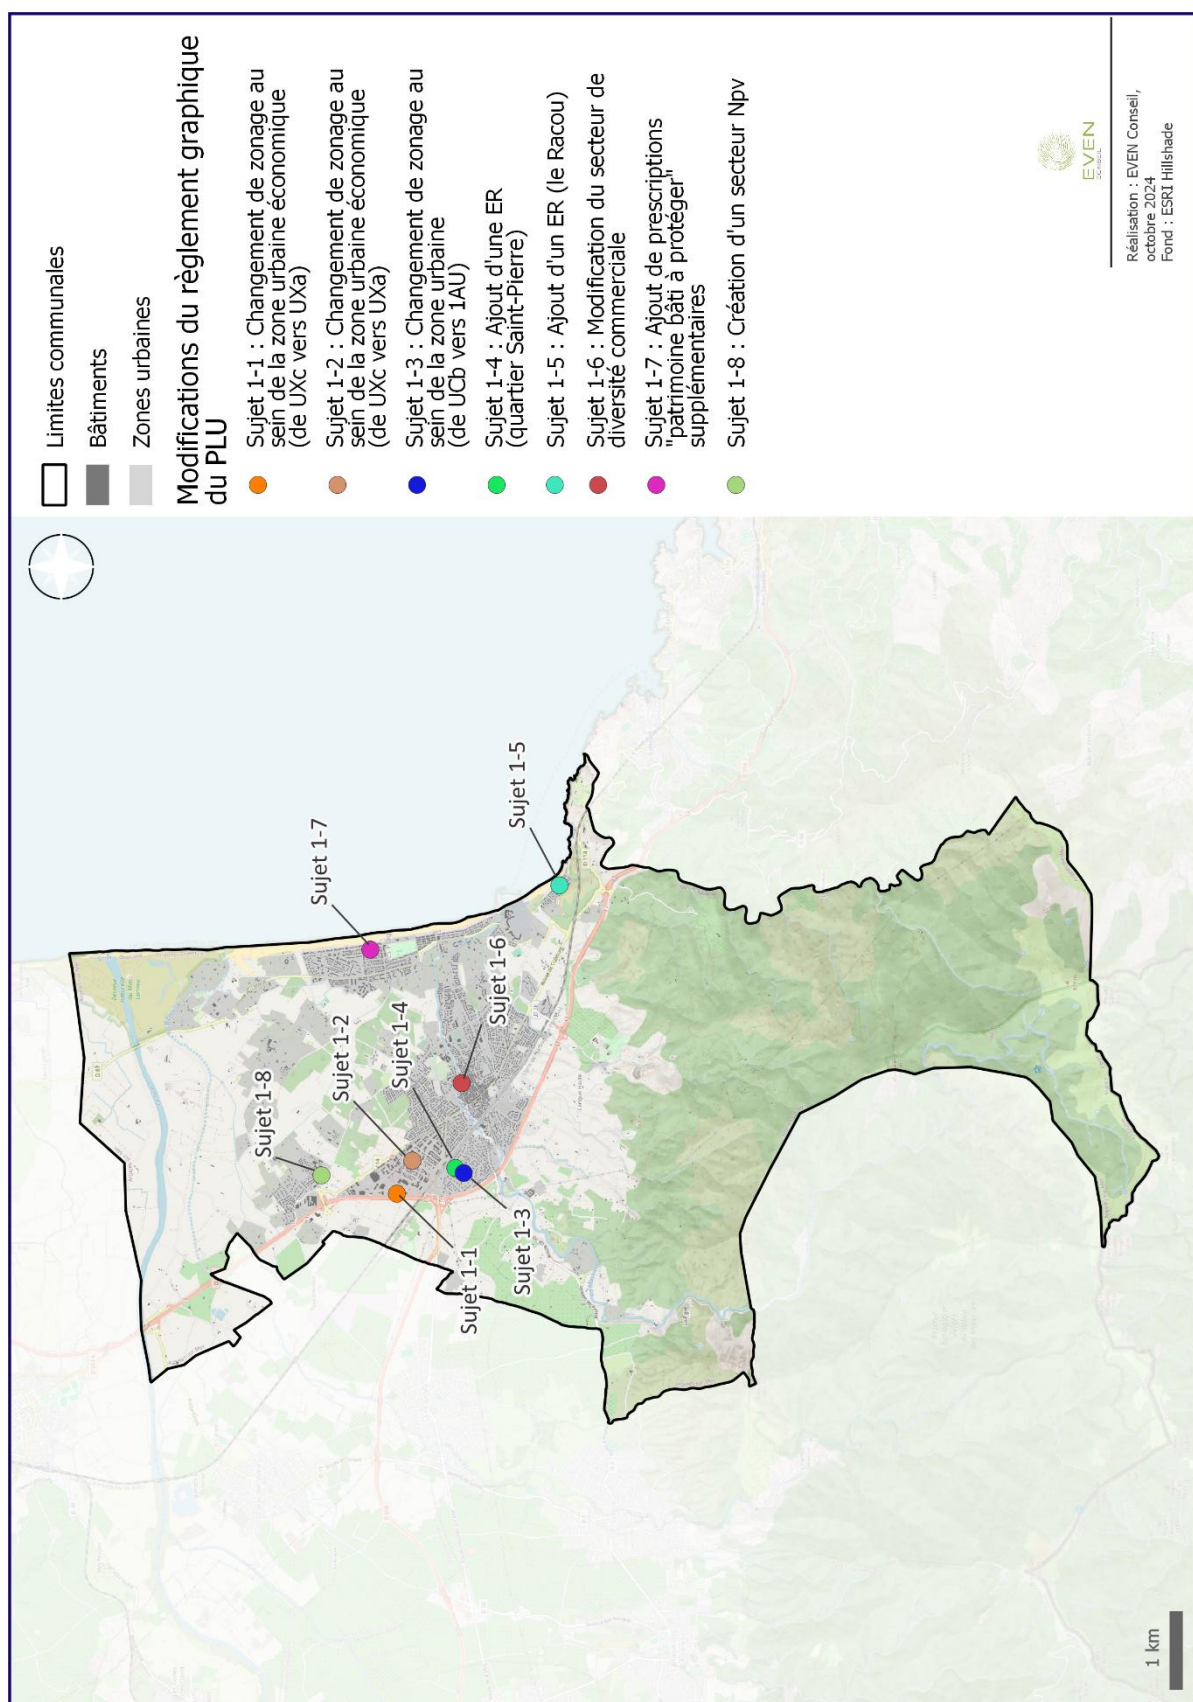 Limites communales
Bâtiments
Zones urbaines
Modifications du règlement graphique
du PLU
Sujet 1-1 : Changement de zonage au
sein de la zone urbaine économique
(de UXc vers UXa)
Sujet 1-2 : Changement de zonage au
sein de la zone urbaine économique
(de UXc vers UXa)
Sujet 1-3 : Changement de zonage au
sein de la zone urbaine
(de UCb vers 1AU)
Sujet 1-4 : Ajout d'une ER
(quartier Saint-Pierre)
Sujet 1-5 : Ajout d'un ER (le Racou)
Sujet 1-6 : Modification du secteur de
diversité commerciale
Sujet 1-7 : Ajout de prescriptions
"patrimoine bâti à protéger"
supplémentaires
Sujet 1-8 : Création d'un secteur Npv
EVEN
CONSEIL
Réalisation : EVEN Conseil,
octobre 2024
Fond : ESRI Hillshade
Sujet 1-8
Sujet 1-2
Sujet 1-4
Sujet 1-7
Sujet 1-6
Sujet 1-5
Sujet 1-1
Sujet 1-3
1 km